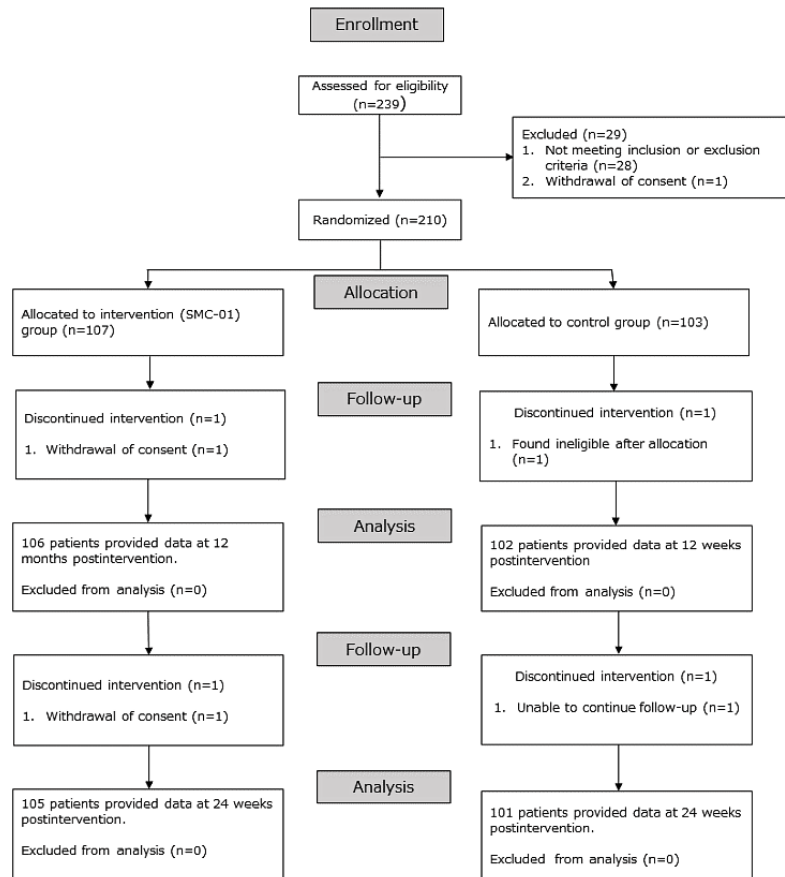 Enrollment
Assessed for eligibility
(n=239)
Excluded (n=29)
1. Not meeting inclusion or exclusion
criteria (n=28)
2. Withdrawal of consent (n=1)
Randomized (n=210)
Allocation
Allocated to intervention (SMC-01)
group (n=107)
Allocated to control group (n=103)
Follow-up
Discontinued intervention (n=1)
1. Withdrawal of consent (n=1)
Discontinued intervention (n=1)
1. Found ineligible after allocation
(n=1)
Analysis
106 patients provided data at 12
months postintervention.
Excluded from analysis (n=0)
102 patients provided data at 12 weeks
postintervention
Excluded from analysis (n=0)
Follow-up
Discontinued intervention (n=1)
1. Withdrawal of consent (n=1)
Discontinued intervention (n=1)
1. Unable to continue follow-up (n=1)
Analysis
105 patients provided data at 24 weeks
postintervention.
Excluded from analysis (n=0)
101 patients provided data at 24 weeks
postintervention.
Excluded from analysis (n=0)